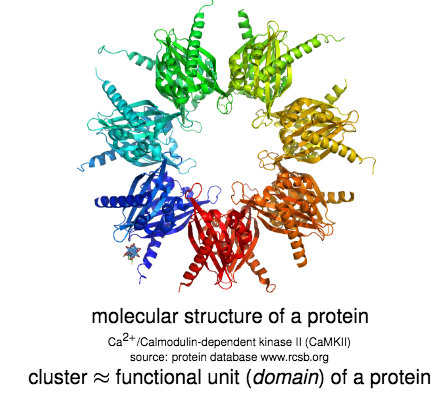 molecular structure of a protein
Ca2+/Calmodulin-dependent kinase II (CaMKII)
source: protein database www.rcsb.org
cluster ≈ functional unit (domain) of a protein